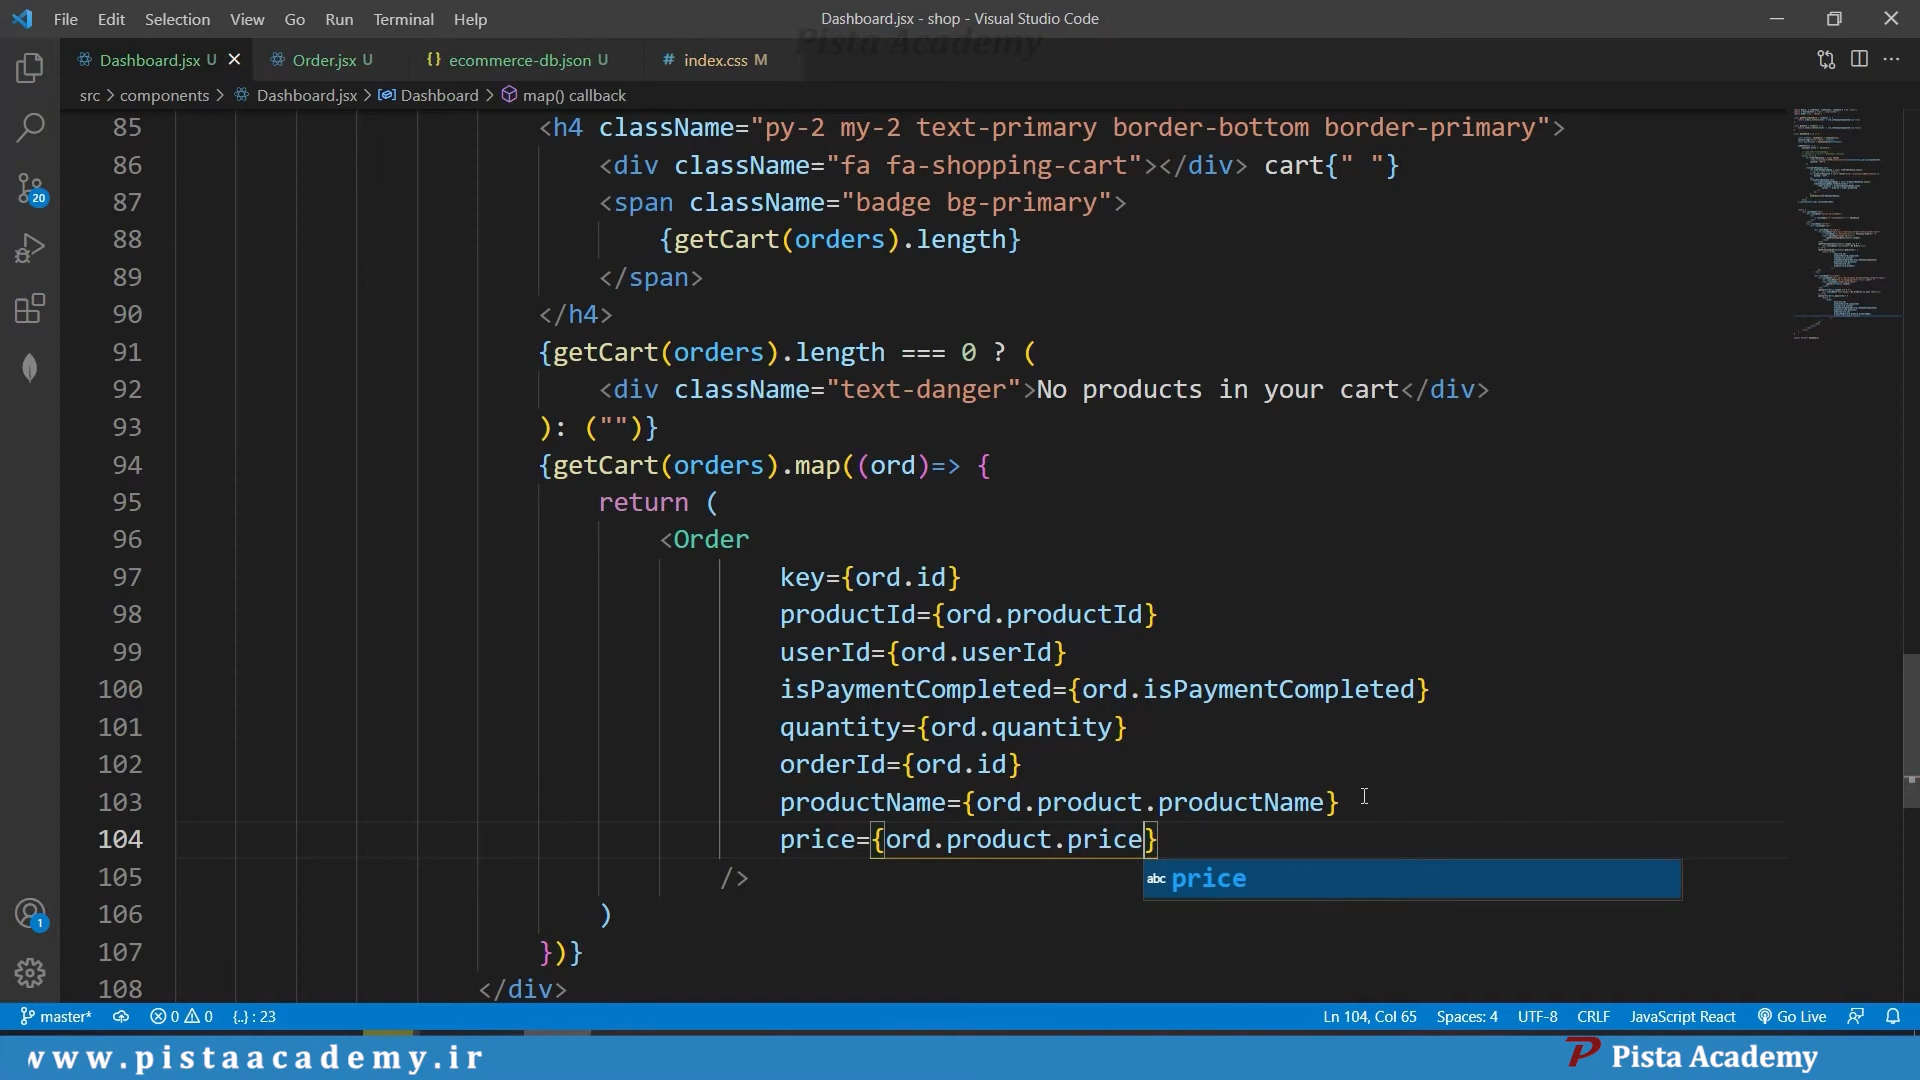 File Edit Selection View Go Run Terminal Help
Dashboard.jsx - shop - Visual Studio Code
Pista Academy
Dashboard.jsx U
Order.jsx U
{} ecommerce-db.json U
# index.css M
src > components > Dashboard.jsx > Dashboard > map() callback
85 <h4 className="py-2 my-2 text-primary border-bottom border-primary">
86 <div className="fa fa-shopping-cart"></div> cart{" "}
87 <span className="badge bg-primary">
88 {getCart(orders).length}
89 </span>
90 </h4>
91 {getCart(orders).length === 0 ? (
92 <div className="text-danger">No products in your cart</div>
93 ): ("")}
94 {getCart(orders).map((ord)=> {
95 return (
96 <Order
97 key={ord.id}
98 productId={ord.productId}
99 userId={ord.userId}
100 isPaymentCompleted={ord.isPaymentCompleted}
101 quantity={ord.quantity}
102 orderId={ord.id}
103 productName={ord.product.productName}
104 price={ord.product.price}
abc price
105 />
106 )
107 })}
108 </div>
20
1
master* 0 0 {..} : 23 Ln 104, Col 65 Spaces: 4 UTF-8 CRLF JavaScript React Go Live
www.pistaacademy.ir
Pista Academy